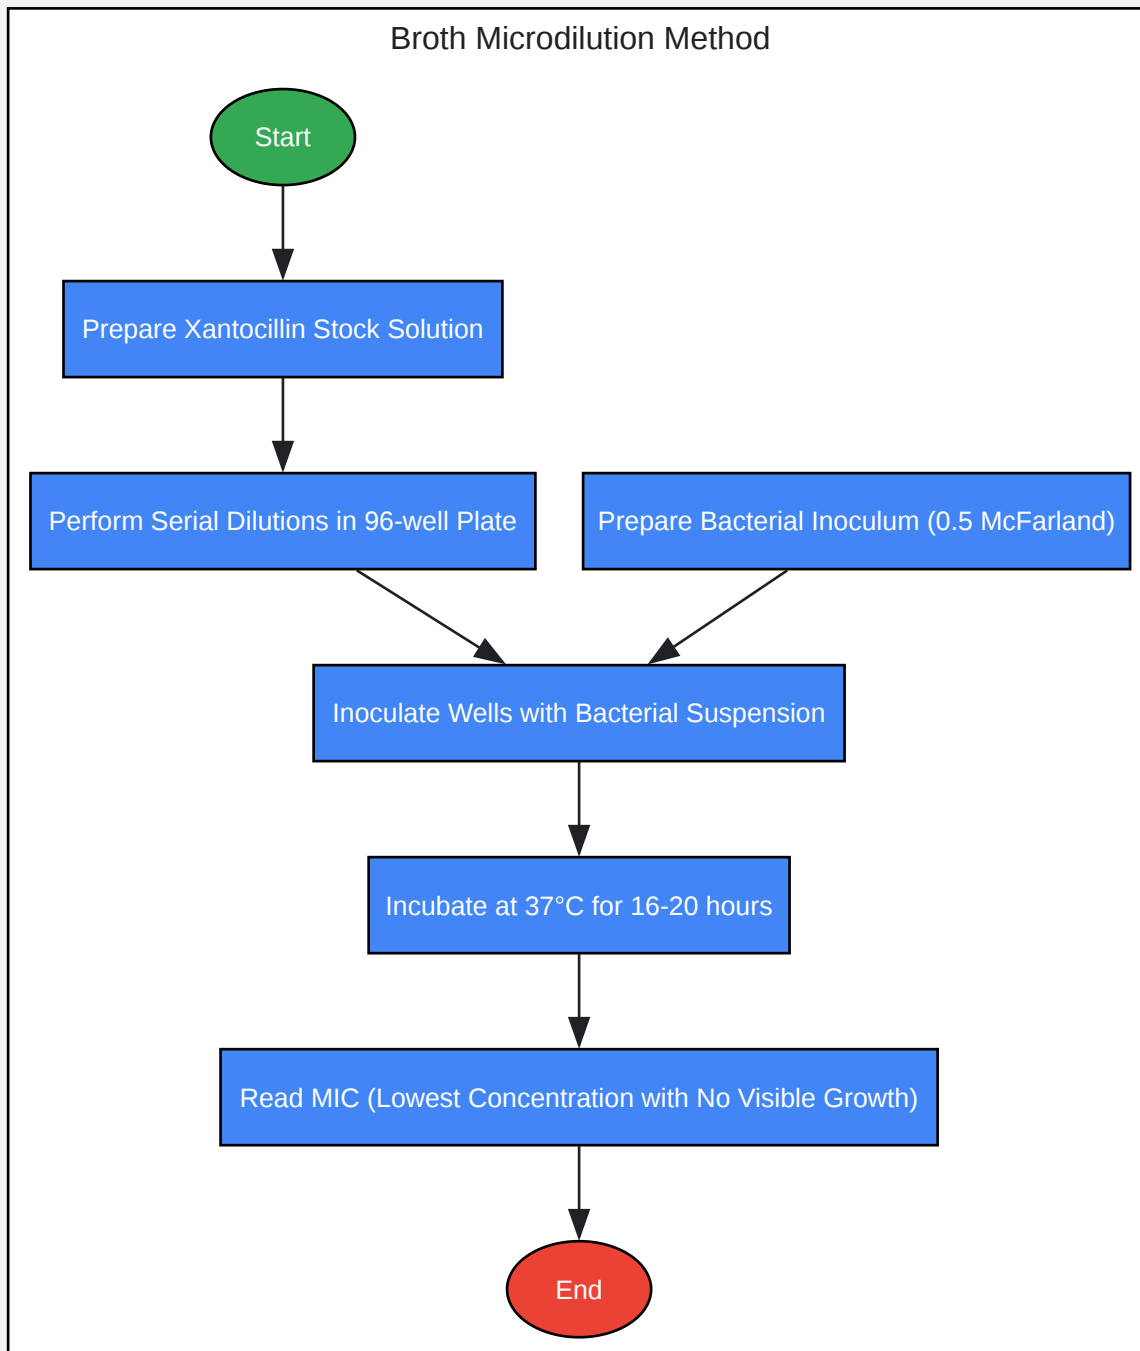 Broth Microdilution Method
Start
Prepare Xantocillin Stock Solution
Perform Serial Dilutions in 96-well Plate
Prepare Bacterial Inoculum (0.5 McFarland)
Inoculate Wells with Bacterial Suspension
Incubate at 37°C for 16-20 hours
Read MIC (Lowest Concentration with No Visible Growth)
End